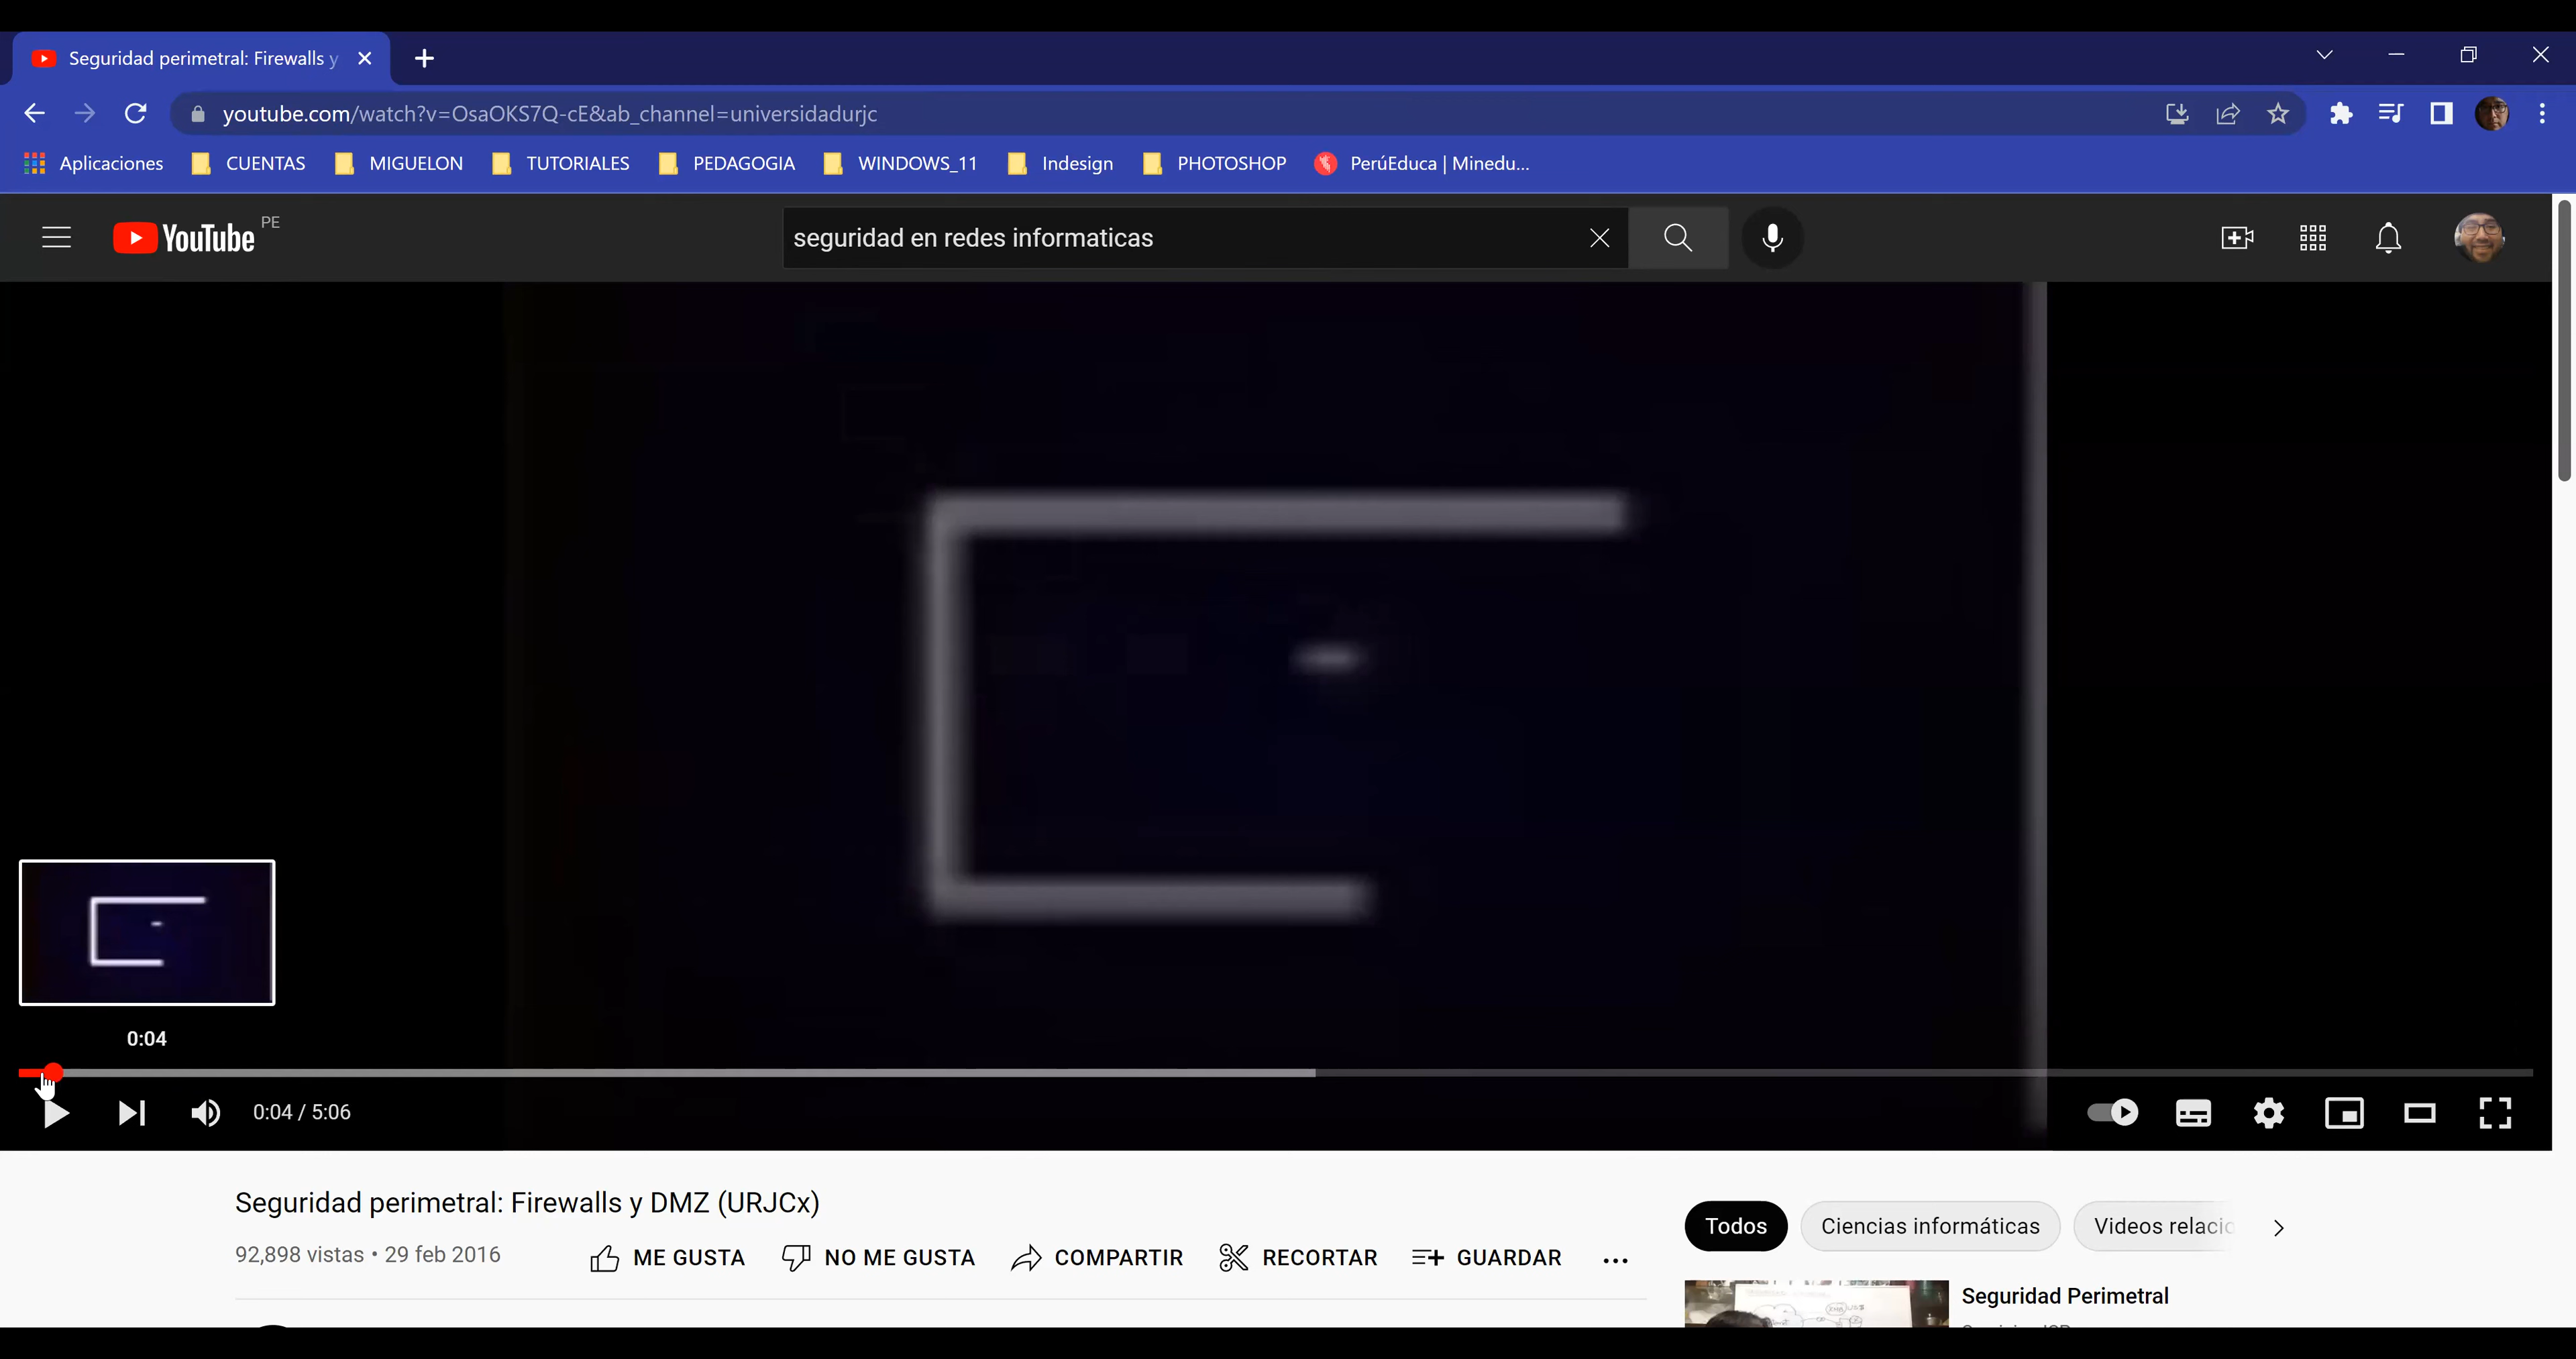 Seguridad perimetral: Firewalls y
youtube.com/watch?v=OsaOKS7Q-cE&ab_channel=universidadurjc
Aplicaciones CUENTAS MIGUELON TUTORIALES PEDAGOGIA WINDOWS_11 Indesign PHOTOSHOP PerúEduca | Minedu...
YouTube PE
seguridad en redes informaticas
0:04
0:04 / 5:06
Seguridad perimetral: Firewalls y DMZ (URJCx)
92,898 vistas • 29 feb 2016 ME GUSTA NO ME GUSTA COMPARTIR RECORTAR GUARDAR ...
Todos Ciencias informáticas Videos relacio
Seguridad Perimetral